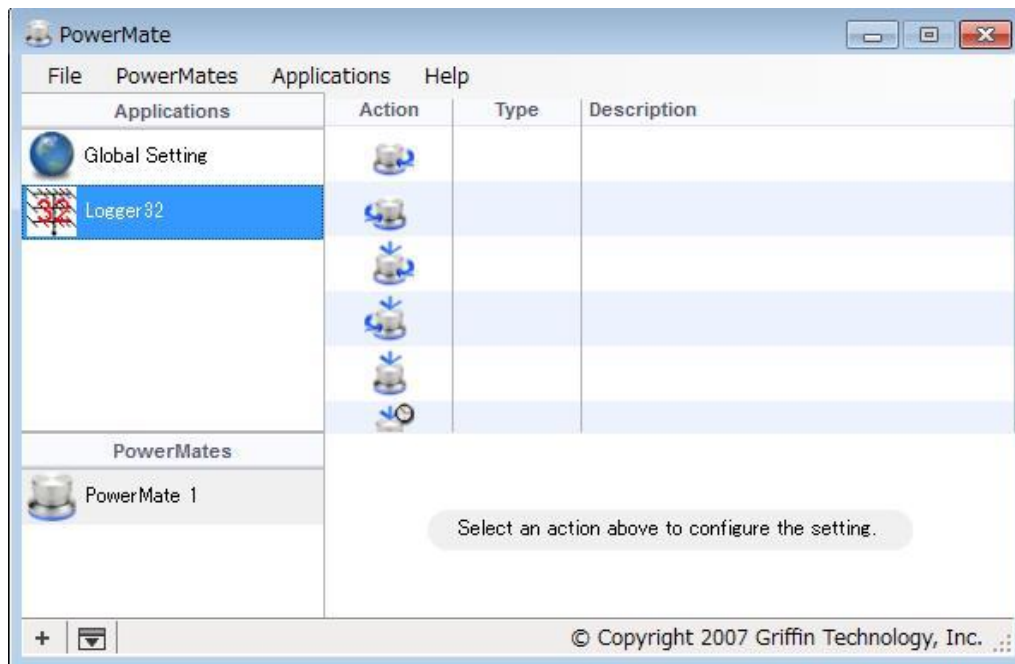 PowerMate
File PowerMates Applications Help
Applications
Action Type Description
Global Setting
32
Logger32
PowerMates
PowerMate 1
Select an action above to configure the setting.
+
© Copyright 2007 Griffin Technology, Inc.